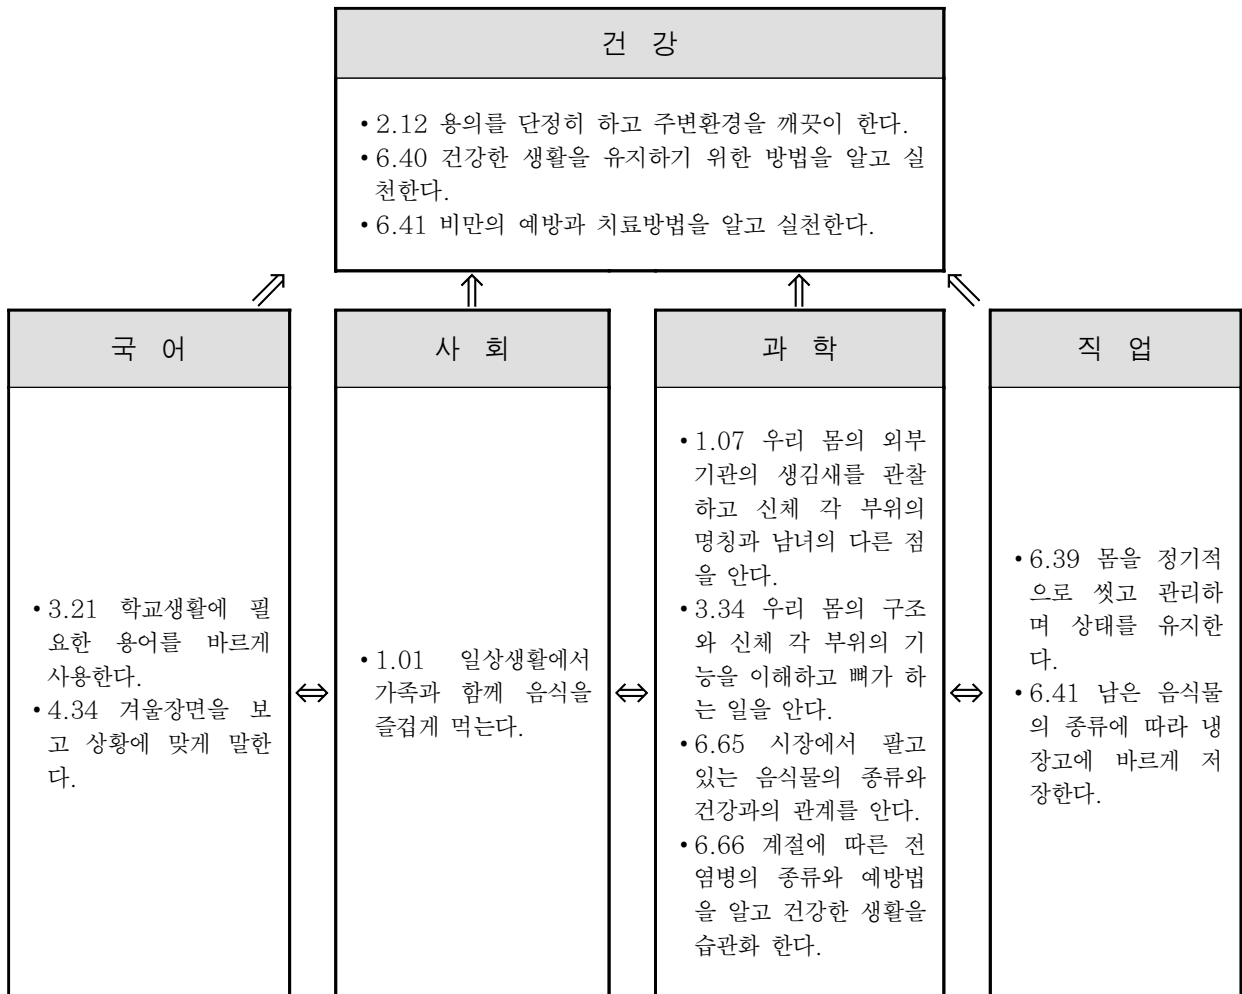 건 강
• 2.12 용의를 단정히 하고 주변환경을 깨끗이 한다.
• 6.40 건강한 생활을 유지하기 위한 방법을 알고 실
천한다.
• 6.41 비만의 예방과 치료방법을 알고 실천한다.
국 어
• 3.21 학교생활에 필
요한 용어를 바르게
사용한다.
• 4.34 겨울장면을 보
고 상황에 맞게 말한
다.
사 회
• 1.01 일상생활에서
가족과 함께 음식을
즐겁게 먹는다.
과 학
• 1.07 우리 몸의 외부
기관의 생김새를 관찰
하고 신체 각 부위의
명칭과 남녀의 다른 점
을 안다.
• 3.34 우리 몸의 구조
와 신체 각 부위의 기
능을 이해하고 뼈가 하
는 일을 안다.
• 6.65 시장에서 팔고
있는 음식물의 종류와
건강과의 관계를 안다.
• 6.66 계절에 따른 전
염병의 종류와 예방법
을 알고 건강한 생활을
습관화 한다.
직 업
• 6.39 몸을 정기적
으로 씻고 관리하
며 상태를 유지한
다.
• 6.41 남은 음식물
의 종류에 따라 냉
장고에 바르게 저
장한다.